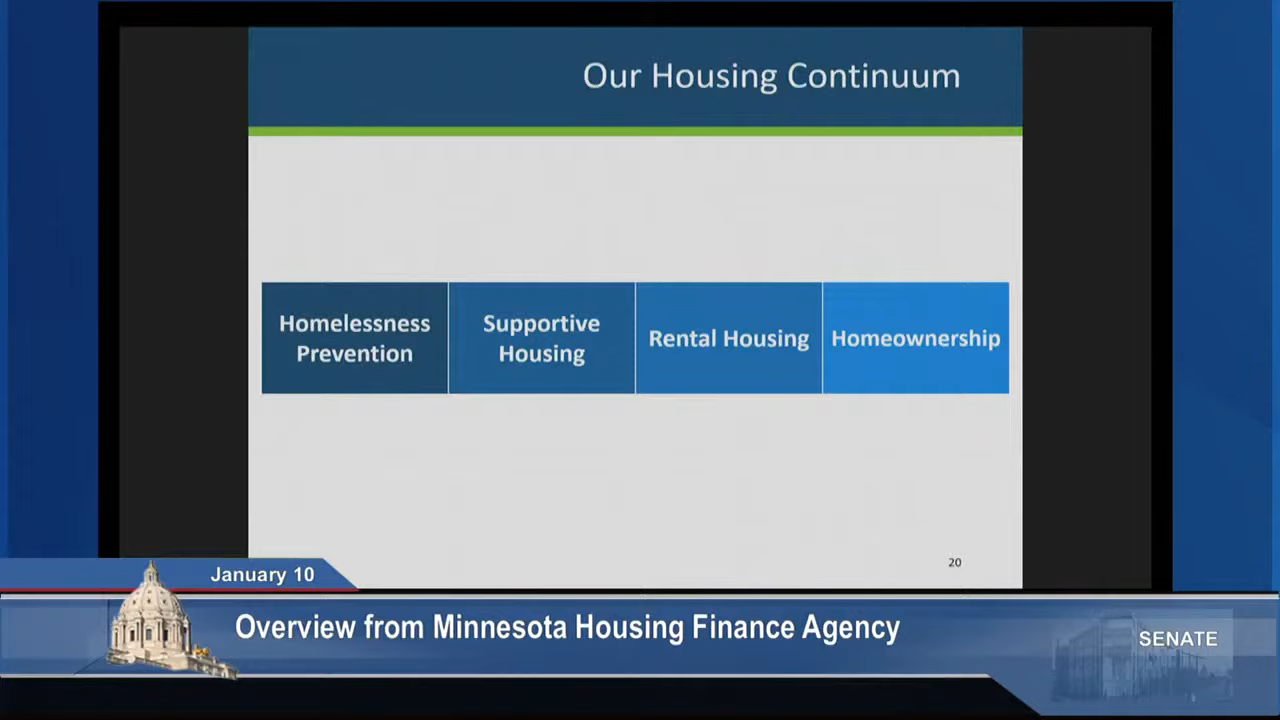 Our Housing Continuum
Homelessness
Prevention
Supportive
Housing
Rental Housing
Homeownership
20
January 10
Overview from Minnesota Housing Finance Agency
SENATE